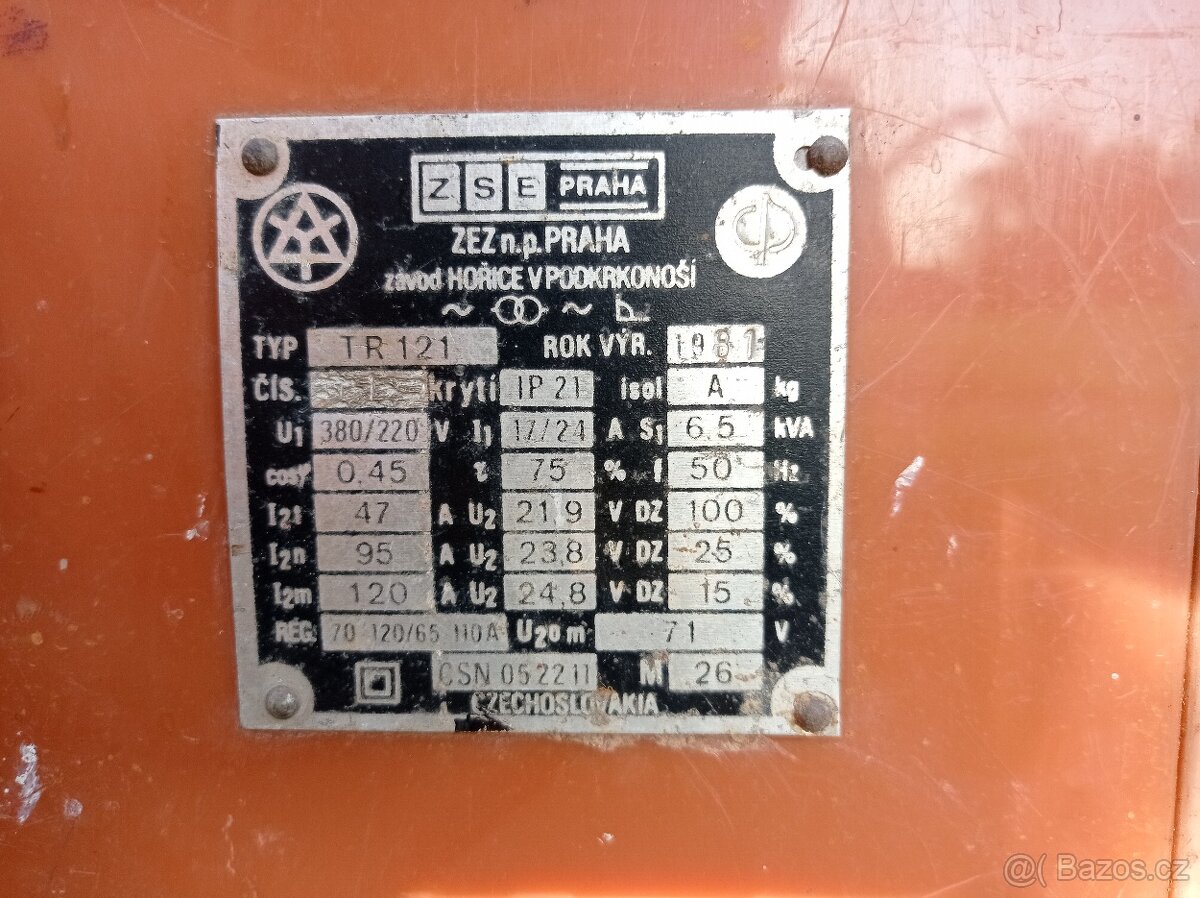 ZSE PRAHA
ZEZ n.p. PRAHA
závod HOŘICE V PODKRKONOŠÍ
TYP TR 121 ROK VÝR. 1981
ČÍS. krytí IP 21 isol A kg
U1 380/220 V I1 17/24 A S1 6,5 kVA
cosφ 0,45 τ 75 % f 50 Hz
I2t 47 A U2 21,9 V DZ 100 %
I2n 95 A U2 23,8 V DZ 25 %
I2m 120 A U2 24,8 V DZ 15 %
REG. 70 120/65 110A U20m 71 V
ČSN 052211 M 26
CZECHOSLOVAKIA
@( Bazos.cz